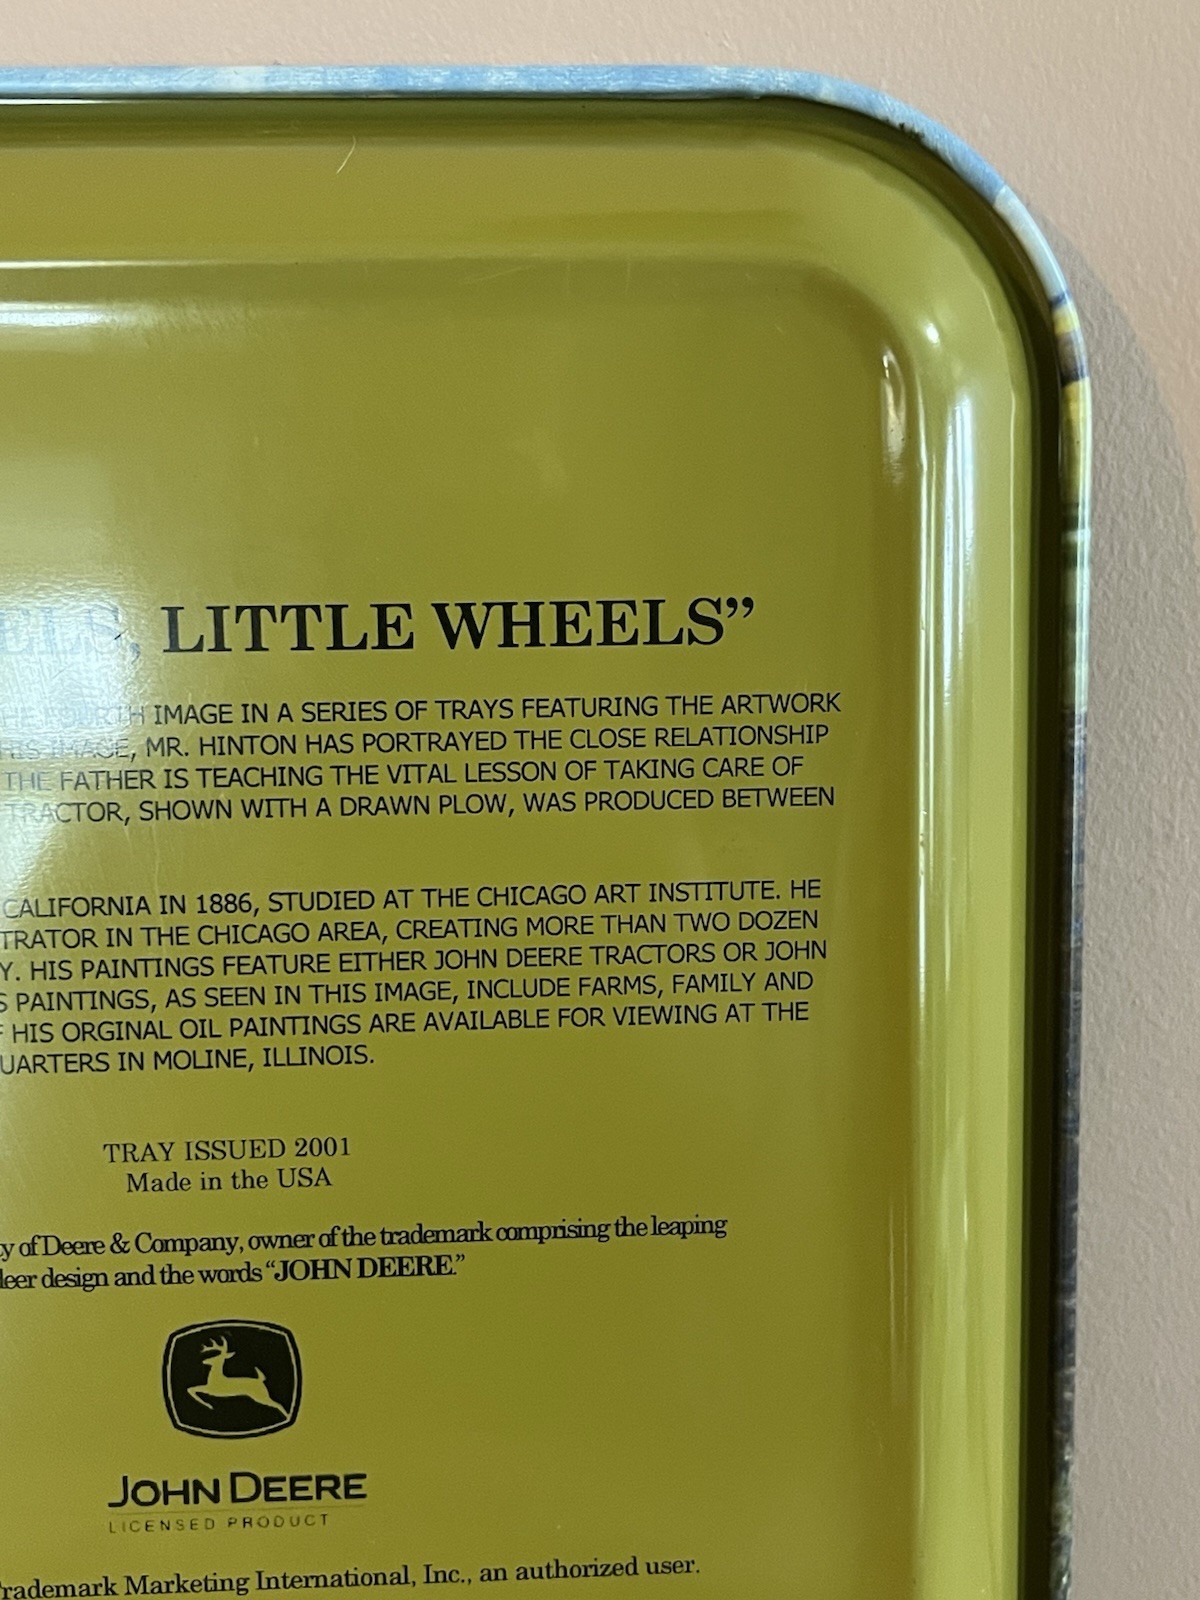 ELS, LITTLE WHEELS”
HE FOURTH IMAGE IN A SERIES OF TRAYS FEATURING THE ARTWORK
HIS IMAGE, MR. HINTON HAS PORTRAYED THE CLOSE RELATIONSHIP
THE FATHER IS TEACHING THE VITAL LESSON OF TAKING CARE OF
TRACTOR, SHOWN WITH A DRAWN PLOW, WAS PRODUCED BETWEEN
CALIFORNIA IN 1886, STUDIED AT THE CHICAGO ART INSTITUTE. HE
TRATOR IN THE CHICAGO AREA, CREATING MORE THAN TWO DOZEN
Y. HIS PAINTINGS FEATURE EITHER JOHN DEERE TRACTORS OR JOHN
S PAINTINGS, AS SEEN IN THIS IMAGE, INCLUDE FARMS, FAMILY AND
F HIS ORGINAL OIL PAINTINGS ARE AVAILABLE FOR VIEWING AT THE
UARTERS IN MOLINE, ILLINOIS.
TRAY ISSUED 2001
Made in the USA
y of Deere & Company, owner of the trademark comprising the leaping
deer design and the words “JOHN DEERE.”
JOHN DEERE
LICENSED PRODUCT
rademark Marketing International, Inc., an authorized user.